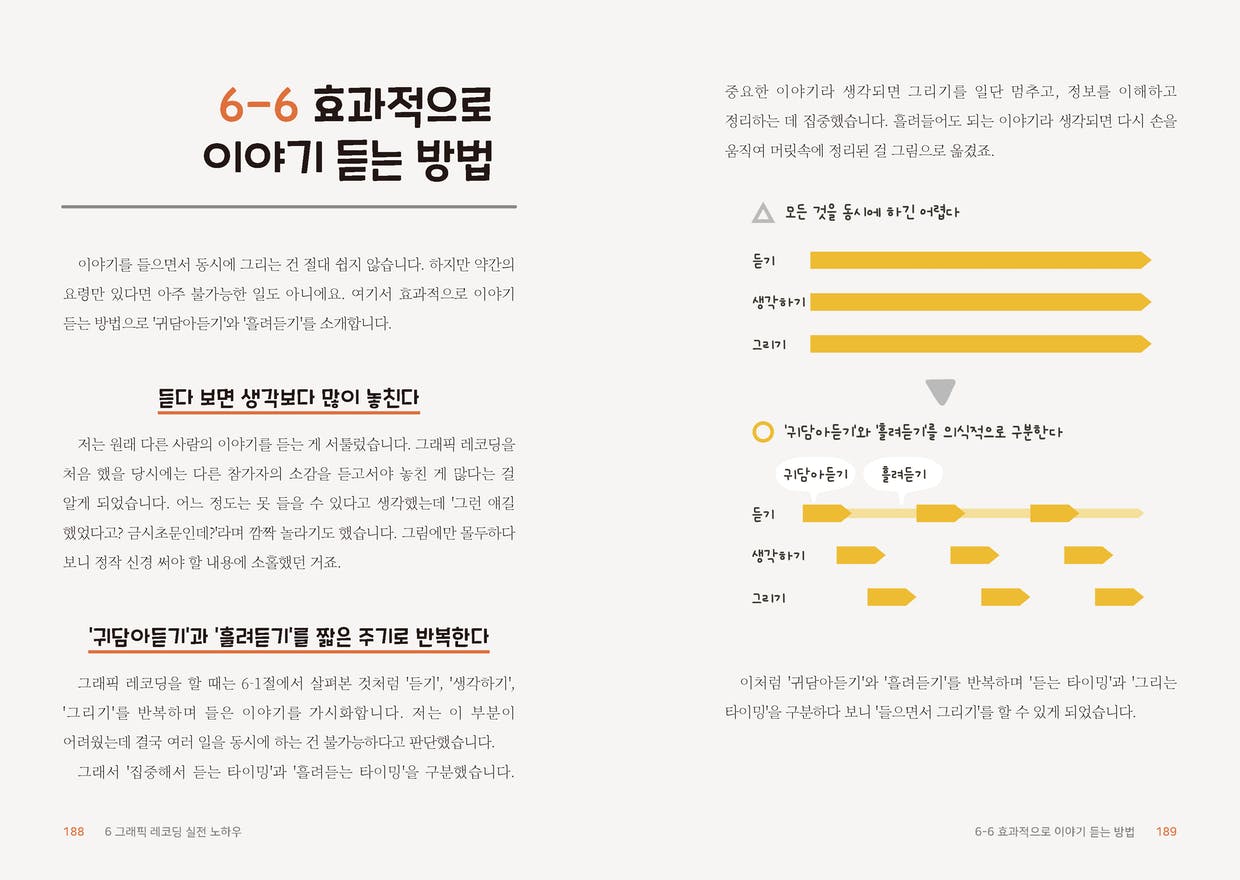 6-6 효과적으로
이야기 듣는 방법
이야기를 들으면서 동시에 그리는 건 절대 쉽지 않습니다. 하지만 약간의
요령만 있다면 아주 불가능한 일도 아니에요. 여기서 효과적으로 이야기
듣는 방법으로 '귀담아듣기'와 '흘려듣기'를 소개합니다.
듣다 보면 생각보다 많이 놓친다
저는 원래 다른 사람의 이야기를 듣는 게 서툴렀습니다. 그래픽 레코딩을
처음 했을 당시에는 다른 참가자의 소감을 듣고서야 놓친 게 많다는 걸
알게 되었습니다. 어느 정도는 못 들을 수 있다고 생각했는데 '그런 얘길
했었다고? 금시초문인데?'라며 깜짝 놀라기도 했습니다. 그림에만 몰두하다
보니 정작 신경 써야 할 내용에 소홀했던 거죠.
'귀담아듣기'과 '흘려듣기'를 짧은 주기로 반복한다
그래픽 레코딩을 할 때는 6-1절에서 살펴본 것처럼 '듣기', '생각하기',
'그리기'를 반복하며 들은 이야기를 가시화합니다. 저는 이 부분이
어려웠는데 결국 여러 일을 동시에 하는 건 불가능하다고 판단했습니다.
그래서 '집중해서 듣는 타이밍'과 '흘려듣는 타이밍'을 구분했습니다.
188 6 그래픽 레코딩 실전 노하우
중요한 이야기라 생각되면 그리기를 일단 멈추고, 정보를 이해하고
정리하는 데 집중했습니다. 흘려들어도 되는 이야기라 생각되면 다시 손을
움직여 머릿속에 정리된 걸 그림으로 옮겼죠.
모든 것을 동시에 하긴 어렵다
듣기
생각하기
그리기
'귀담아듣기'와 '흘려듣기'를 의식적으로 구분한다
귀담아듣기 흘려듣기
듣기
생각하기
그리기
이처럼 '귀담아듣기'와 '흘려듣기'를 반복하며 '듣는 타이밍'과 '그리는
타이밍'을 구분하다 보니 '들으면서 그리기'를 할 수 있게 되었습니다.
6-6 효과적으로 이야기 듣는 방법 189